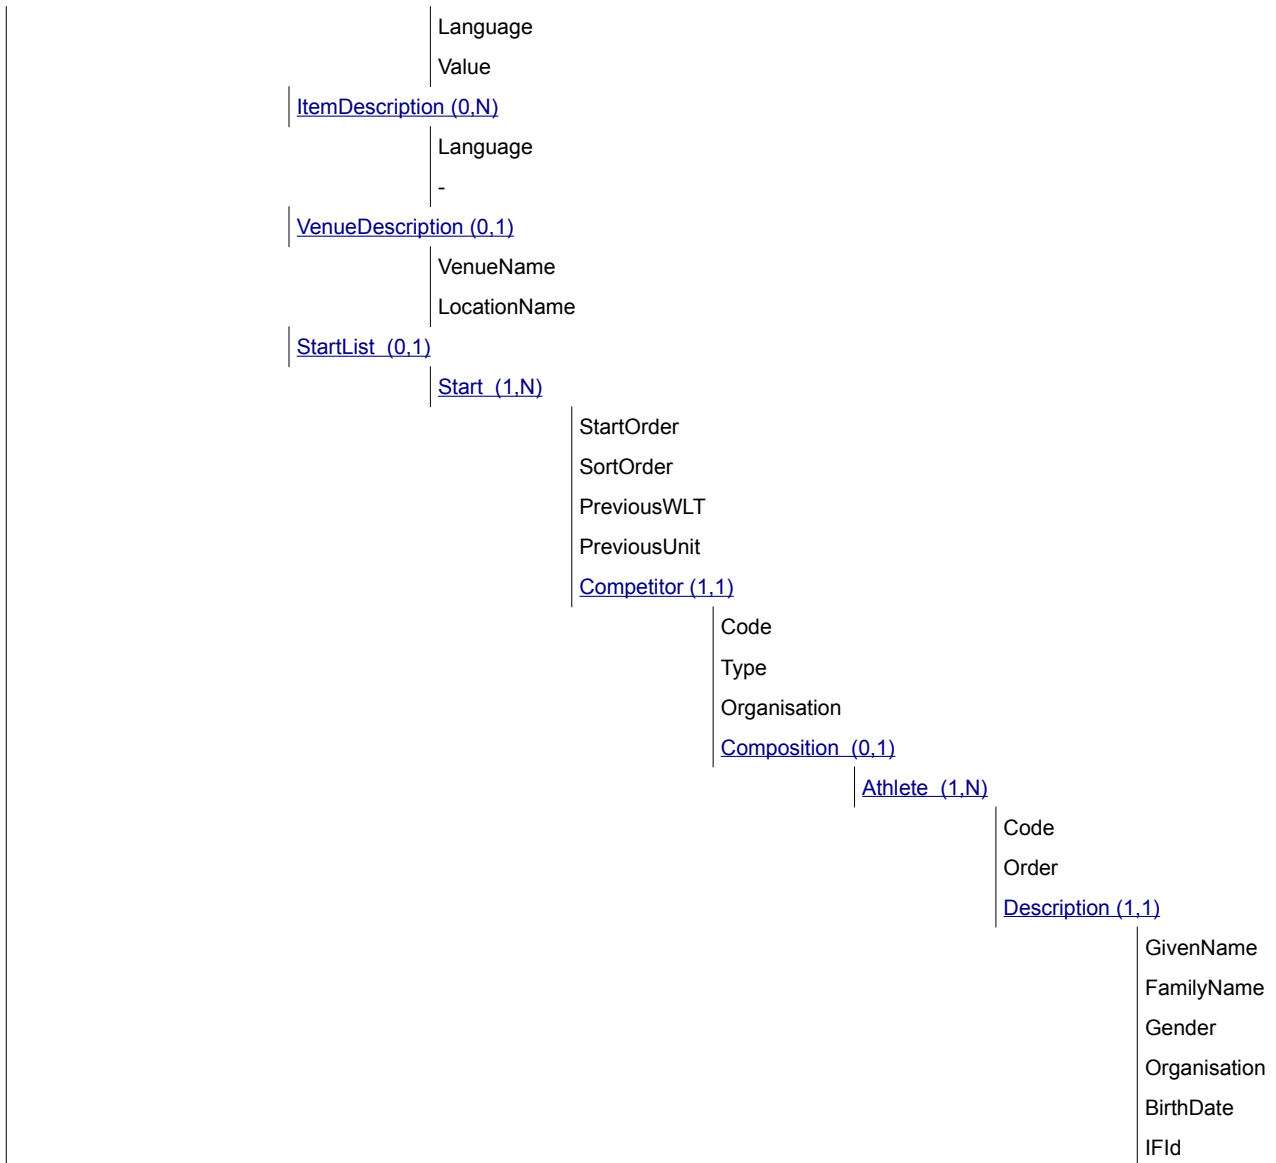 Language
Value
ItemDescription (0,N)
Language
-
VenueDescription (0,1)
VenueName
LocationName
StartList  (0,1)
Start  (1,N)
StartOrder
SortOrder
PreviousWLT
PreviousUnit
Competitor (1,1)
Code
Type
Organisation
Composition  (0,1)
Athlete  (1,N)
Code
Order
Description (1,1)
GivenName
FamilyName
Gender
Organisation
BirthDate
IFId